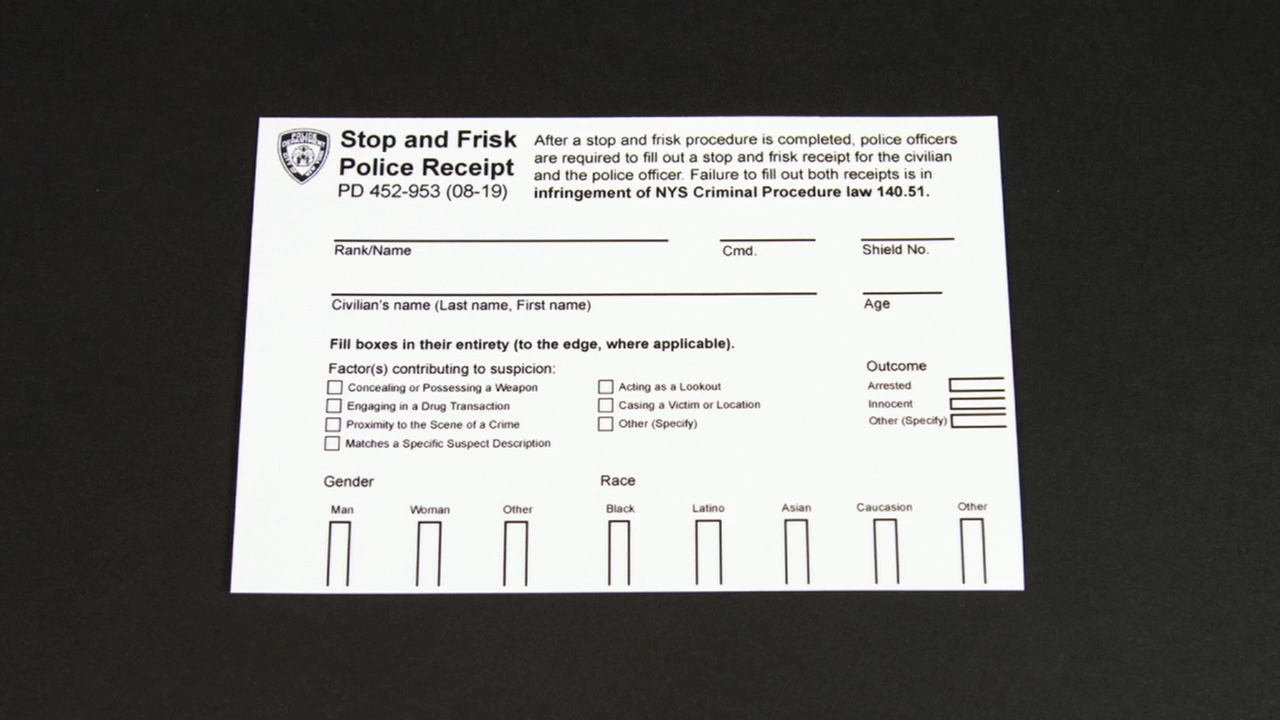 Stop and Frisk
Police Receipt
PD 452-953 (08-19)
After a stop and frisk procedure is completed, police officers
are required to fill out a stop and frisk receipt for the civilian
and the police officer. Failure to fill out both receipts is in
infringement of NYS Criminal Procedure law 140.51.
Rank/Name Cmd. Shield No.
Civilian's name (Last name, First name) Age
Fill boxes in their entirety (to the edge, where applicable).
Factor(s) contributing to suspicion:
Concealing or Possessing a Weapon
Engaging in a Drug Transaction
Proximity to the Scene of a Crime
Matches a Specific Suspect Description
Acting as a Lookout
Casing a Victim or Location
Other (Specify)
Outcome
Arrested
Innocent
Other (Specify)
Gender
Man Woman Other
Race
Black Latino Asian Caucasion Other